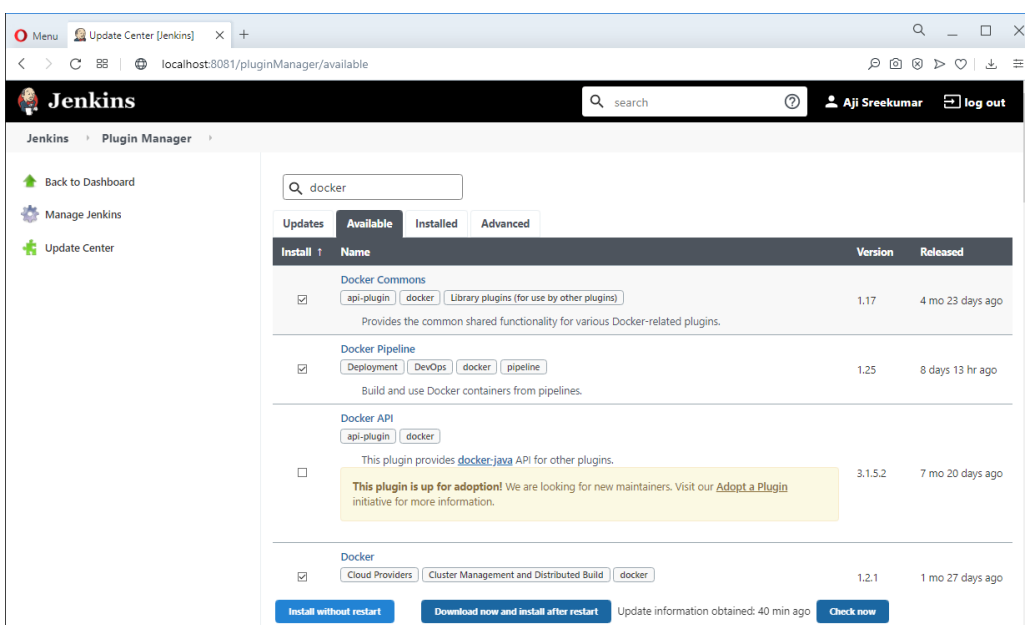 Menu
Update Center [Jenkins]
localhost:8081/pluginManager/available
Jenkins
search
Aji Sreekumar
log out
Jenkins
Plugin Manager
Back to Dashboard
Manage Jenkins
Update Center
docker
Updates
Available
Installed
Advanced
Install ↑ Name Version Released
Docker Commons
api-plugin docker Library plugins (for use by other plugins)
1.17 4 mo 23 days ago
Provides the common shared functionality for various Docker-related plugins.
Docker Pipeline
Deployment DevOps docker pipeline
1.25 8 days 13 hr ago
Build and use Docker containers from pipelines.
Docker API
api-plugin docker
This plugin provides docker-java API for other plugins.
3.1.5.2 7 mo 20 days ago
This plugin is up for adoption! We are looking for new maintainers. Visit our Adopt a Plugin
initiative for more information.
Docker
Cloud Providers Cluster Management and Distributed Build docker
1.2.1 1 mo 27 days ago
Install without restart
Download now and install after restart
Update information obtained: 40 min ago
Check now